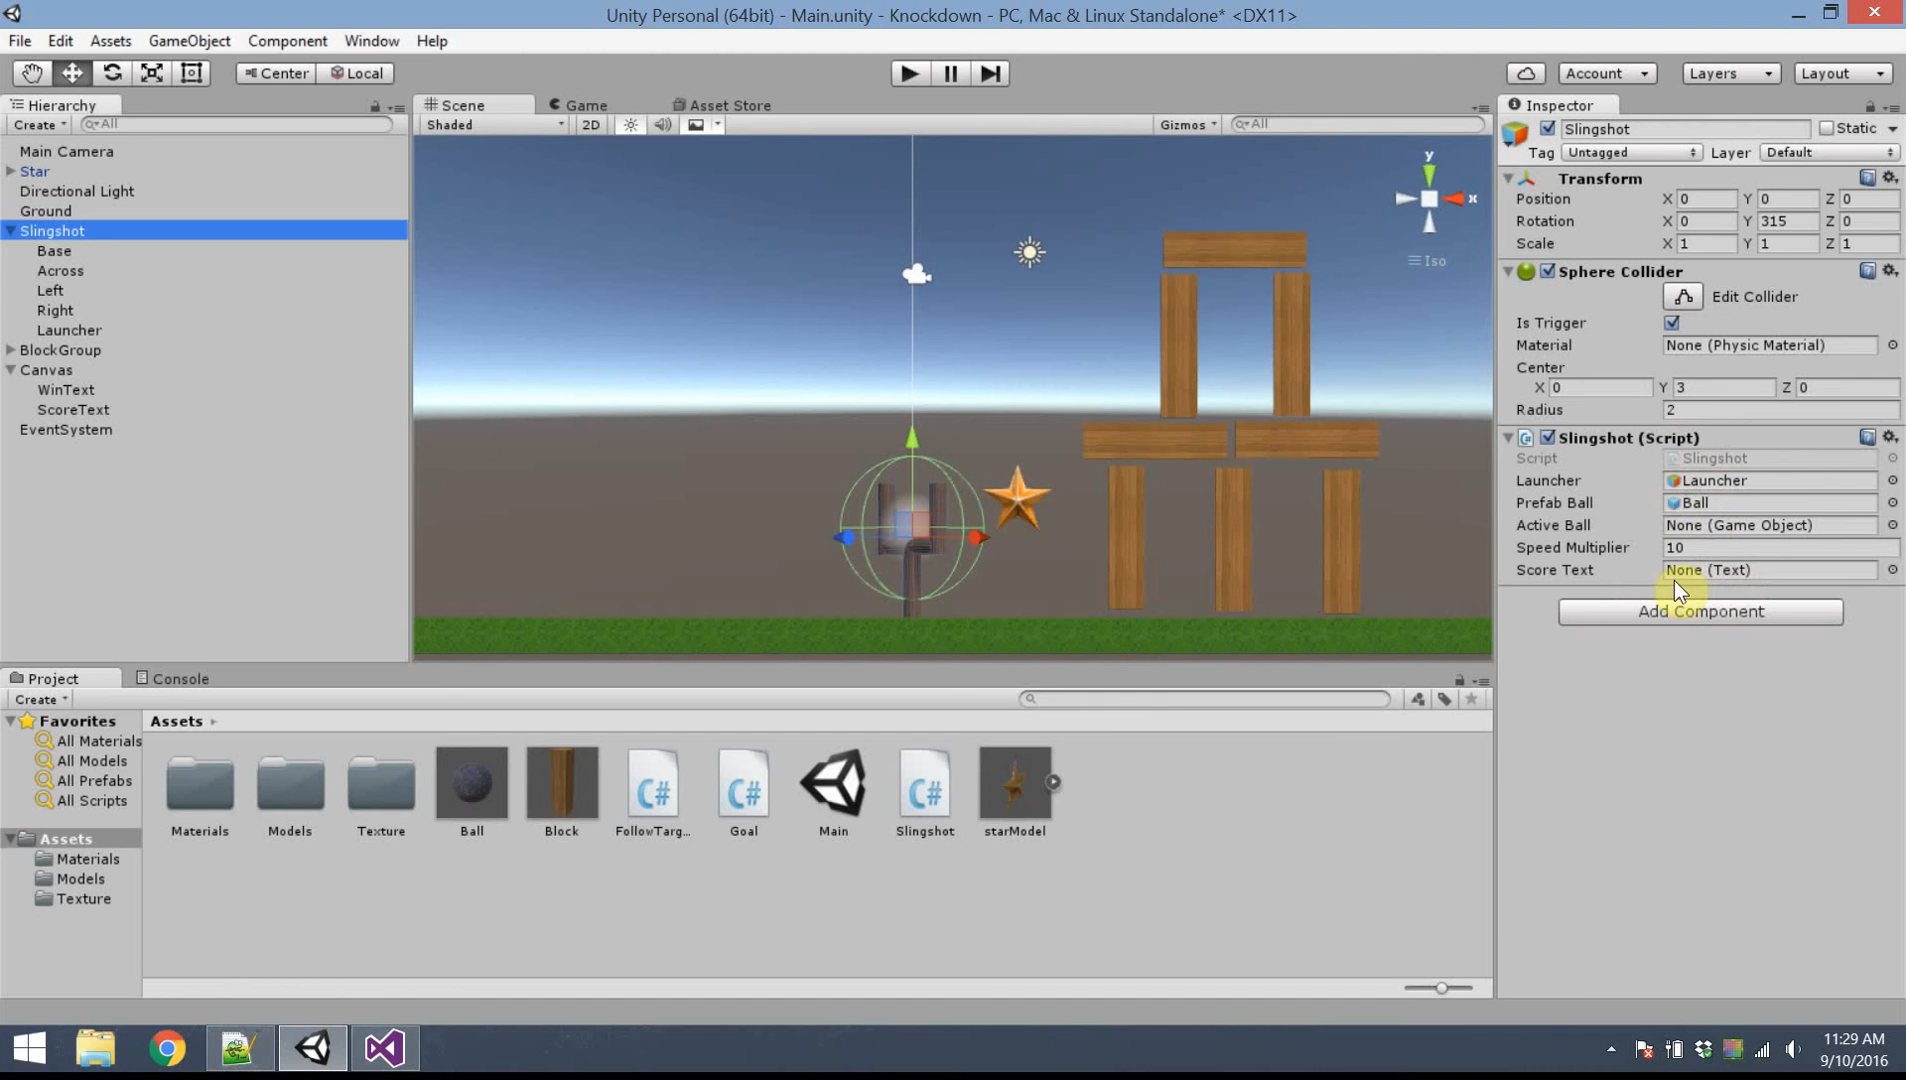 Unity Personal (64bit) - Main.unity - Knockdown - PC, Mac & Linux Standalone* <DX11>
File Edit Assets GameObject Component Window Help
Center Local Account Layers Layout
Hierarchy
Create All
Main Camera
Star
Directional Light
Ground
Slingshot
Base
Across
Left
Right
Launcher
BlockGroup
Canvas
WinText
ScoreText
EventSystem
Scene Game Asset Store
Shaded 2D Gizmos All
y
x
Iso
Inspector
Slingshot Static
Tag Untagged Layer Default
Transform
Position X 0 Y 0 Z 0
Rotation X 0 Y 315 Z 0
Scale X 1 Y 1 Z 1
Sphere Collider
Edit Collider
Is Trigger
Material None (Physic Material)
Center
X 0 Y 3 Z 0
Radius 2
Slingshot (Script)
Script Slingshot
Launcher Launcher
Prefab Ball Ball
Active Ball None (Game Object)
Speed Multiplier 10
Score Text None (Text)
Add Component
Project Console
Create
Favorites
All Materials
All Models
All Prefabs
All Scripts
Assets
Materials
Models
Texture
Assets
Materials Models Texture Ball Block FollowTarg... Goal Main Slingshot starModel
C# C# C#
11:29 AM
9/10/2016